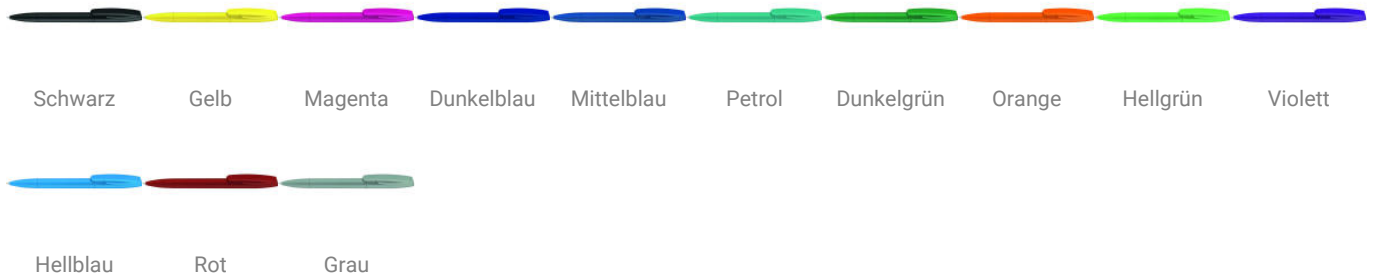 Schwarz Gelb Magenta Dunkelblau Mittelblau Petrol Dunkelgrün Orange Hellgrün Violett
Hellblau Rot Grau